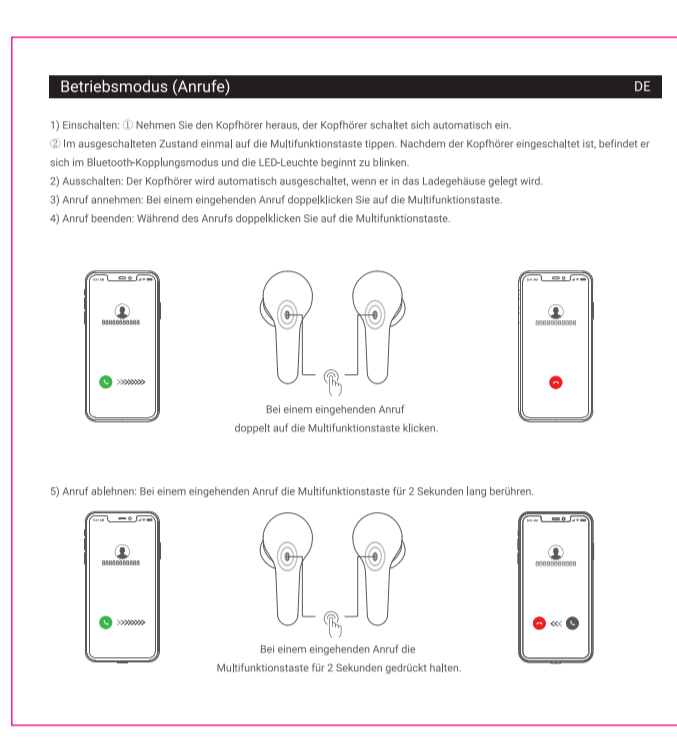 Betriebsmodus (Anrufe) DE
1) Einschalten: ① Nehmen Sie den Kopfhörer heraus, der Kopfhörer schaltet sich automatisch ein.
② Im ausgeschalteten Zustand einmal auf die Multifunktionstaste tippen. Nachdem der Kopfhörer eingeschaltet ist, befindet er
sich im Bluetooth-Kopplungsmodus und die LED-Leuchte beginnt zu blinken.
2) Ausschalten: Der Kopfhörer wird automatisch ausgeschaltet, wenn er in das Ladegehäuse gelegt wird.
3) Anruf annehmen: Bei einem eingehenden Anruf doppelklicken Sie auf die Multifunktionstaste.
4) Anruf beenden: Während des Anrufs doppelklicken Sie auf die Multifunktionstaste.
88888888888
88888888888
Bei einem eingehenden Anruf
doppelt auf die Multifunktionstaste klicken.
5) Anruf ablehnen: Bei einem eingehenden Anruf die Multifunktionstaste für 2 Sekunden lang berühren.
88888888888
88888888888
Bei einem eingehenden Anruf die
Multifunktionstaste für 2 Sekunden gedrückt halten.